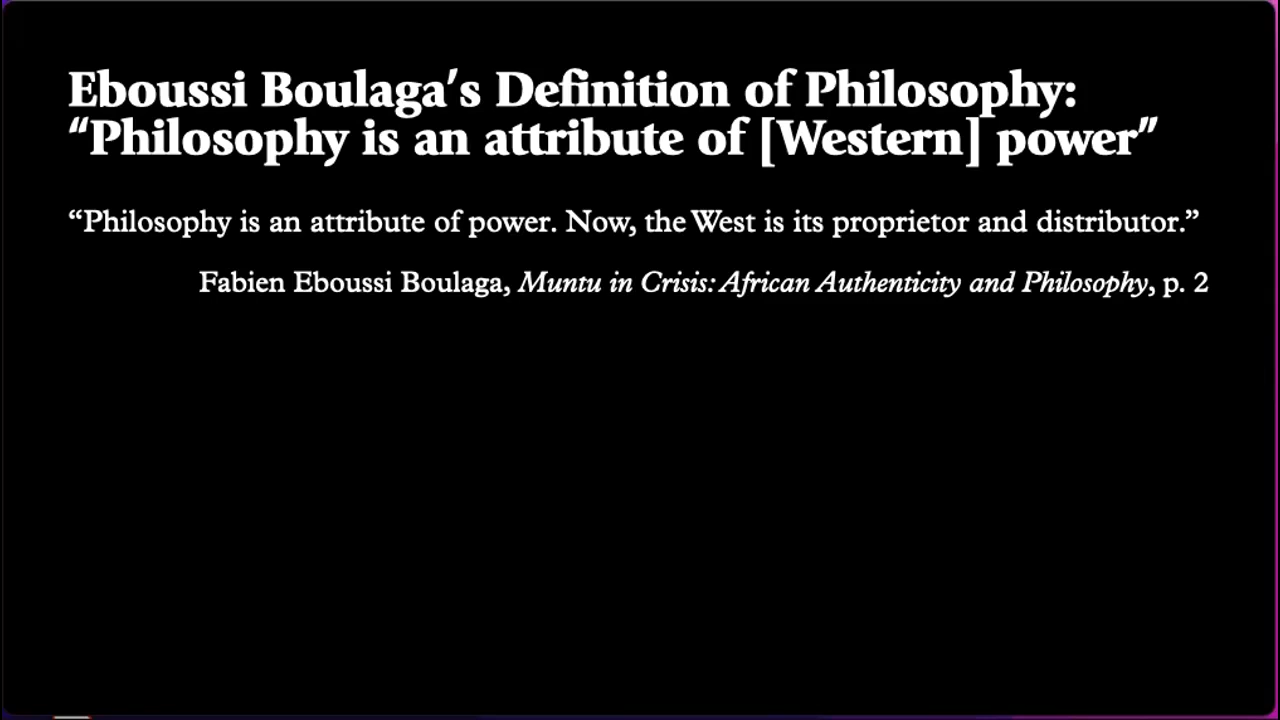 Eboussi Boulaga’s Definition of Philosophy:
“Philosophy is an attribute of [Western] power”
“Philosophy is an attribute of power. Now, the West is its proprietor and distributor.”
Fabien Eboussi Boulaga, Muntu in Crisis: African Authenticity and Philosophy, p. 2